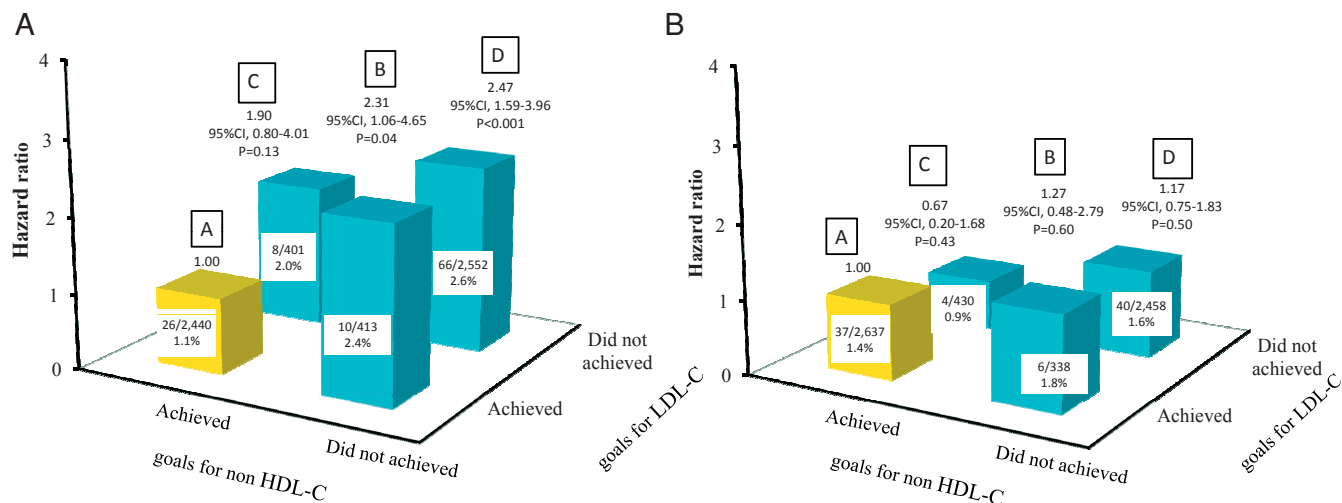 A
Hazard ratio
4
3
2
1
0
C
1.90
95%CI, 0.80-4.01
P=0.13
B
2.31
95%CI, 1.06-4.65
P=0.04
D
2.47
95%CI, 1.59-3.96
P<0.001
A
1.00
26/2,440
1.1%
8/401
2.0%
10/413
2.4%
66/2,552
2.6%
Achieved
Did not achieved
goals for non HDL-C
Achieved
Did not
achieved
goals for LDL-C
B
Hazard ratio
4
3
2
1
0
C
0.67
95%CI, 0.20-1.68
P=0.43
B
1.27
95%CI, 0.48-2.79
P=0.60
D
1.17
95%CI, 0.75-1.83
P=0.50
A
1.00
37/2,637
1.4%
4/430
0.9%
6/338
1.8%
40/2,458
1.6%
Achieved
Did not achieved
goals for non HDL-C
Achieved
Did not
achieved
goals for LDL-C